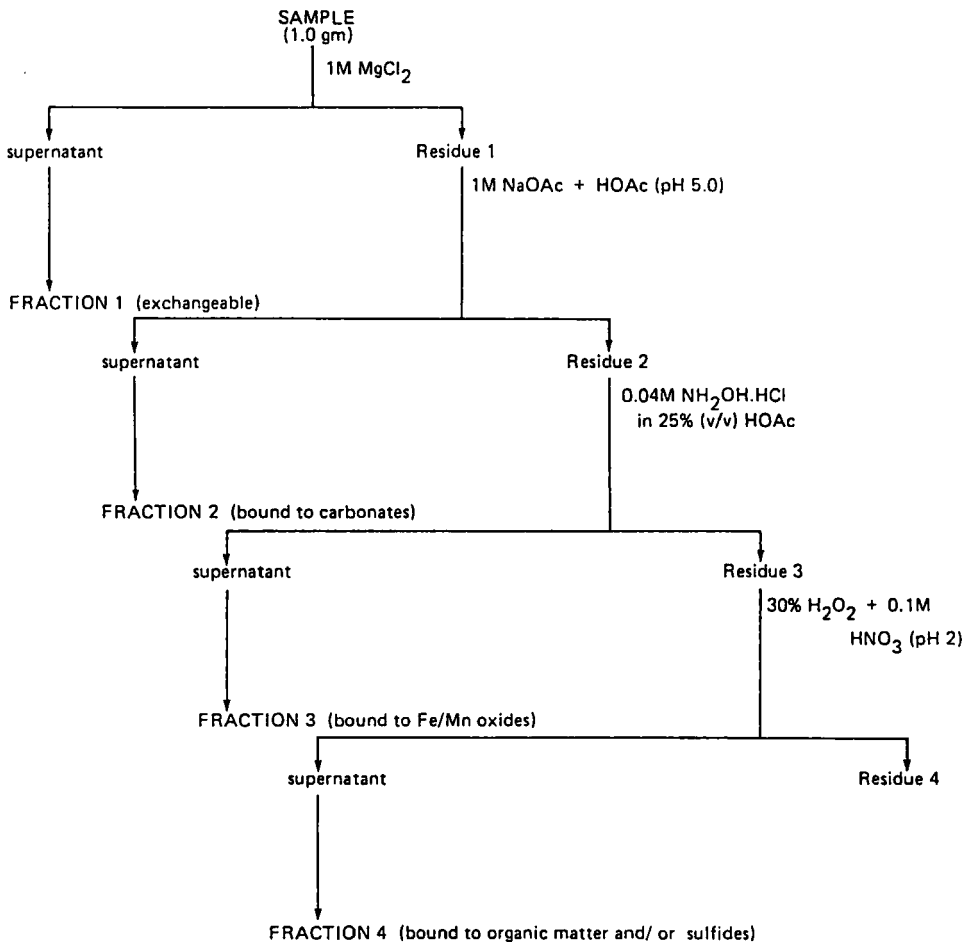 SAMPLE
(1.0 gm)
1M MgCl2
supernatant
Residue 1
1M NaOAc + HOAc (pH 5.0)
FRACTION 1 (exchangeable)
supernatant
Residue 2
0.04M NH2OH.HCl
in 25% (v/v) HOAc
FRACTION 2 (bound to carbonates)
supernatant
Residue 3
30% H2O2 + 0.1M
HNO3 (pH 2)
FRACTION 3 (bound to Fe/Mn oxides)
supernatant
Residue 4
FRACTION 4 (bound to organic matter and/ or sulfides)